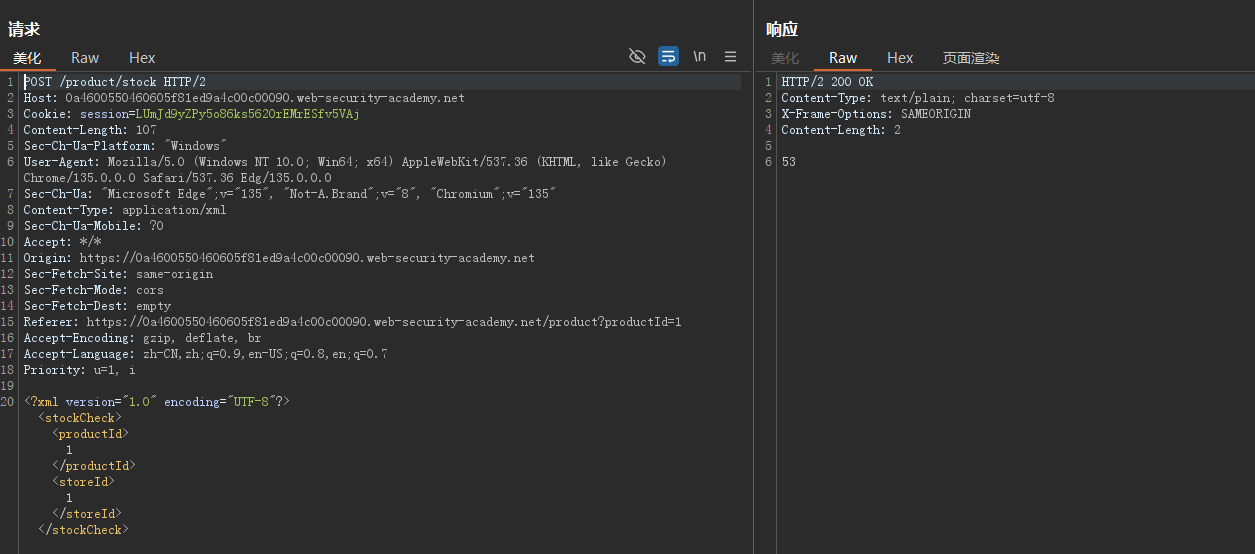 请求
美化 Raw Hex \n
1 POST /product/stock HTTP/2
2 Host: 0a4600550460605f81ed9a4c00c00090.web-security-academy.net
3 Cookie: session=LUmJd9yZPy5o86ks562OrEMrESfv5VAj
4 Content-Length: 107
5 Sec-Ch-Ua-Platform: "Windows"
6 User-Agent: Mozilla/5.0 (Windows NT 10.0; Win64; x64) AppleWebKit/537.36 (KHTML, like Gecko)
Chrome/135.0.0.0 Safari/537.36 Edg/135.0.0.0
7 Sec-Ch-Ua: "Microsoft Edge";v="135", "Not-A.Brand";v="8", "Chromium";v="135"
8 Content-Type: application/xml
9 Sec-Ch-Ua-Mobile: ?0
10 Accept: */*
11 Origin: https://0a4600550460605f81ed9a4c00c00090.web-security-academy.net
12 Sec-Fetch-Site: same-origin
13 Sec-Fetch-Mode: cors
14 Sec-Fetch-Dest: empty
15 Referer: https://0a4600550460605f81ed9a4c00c00090.web-security-academy.net/product?productId=1
16 Accept-Encoding: gzip, deflate, br
17 Accept-Language: zh-CN,zh;q=0.9,en-US;q=0.8,en;q=0.7
18 Priority: u=1, i
19
20 <?xml version="1.0" encoding="UTF-8"?>
<stockCheck>
<productId>
1
</productId>
<storeId>
1
</storeId>
</stockCheck>
响应
美化 Raw Hex 页面渲染
1 HTTP/2 200 OK
2 Content-Type: text/plain; charset=utf-8
3 X-Frame-Options: SAMEORIGIN
4 Content-Length: 2
5
6 53